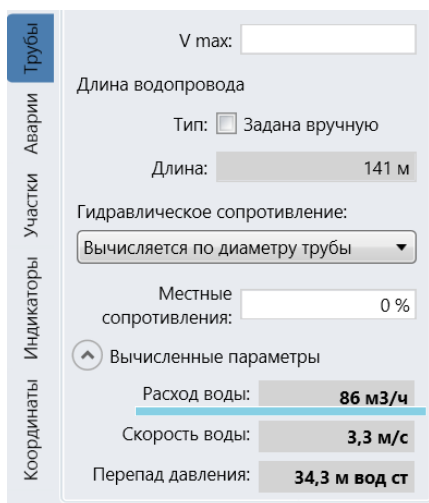 Трубы
Аварии
Участки
Индикаторы
Координаты
V max:
Длина водопровода
Тип: Задана вручную
Длина: 141 м
Гидравлическое сопротивление:
Вычисляется по диаметру трубы
Местные
сопротивления: 0 %
Вычисленные параметры
Расход воды: 86 м3/ч
Скорость воды: 3,3 м/с
Перепад давления: 34,3 м вод ст